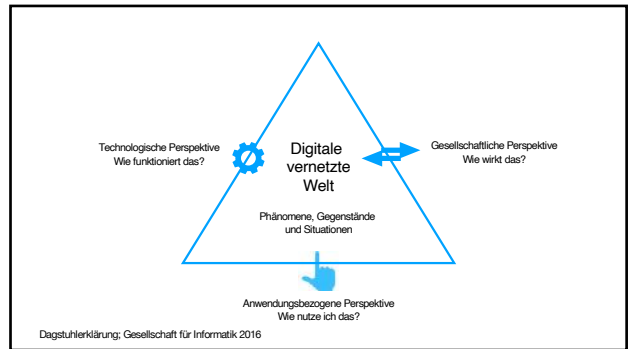 Technologische Perspektive
Wie funktioniert das?
Digitale
vernetzte
Welt
Gesellschaftliche Perspektive
Wie wirkt das?
Phänomene, Gegenstände
und Situationen
Anwendungsbezogene Perspektive
Wie nutze ich das?
Dagstuhlerklärung; Gesellschaft für Informatik 2016